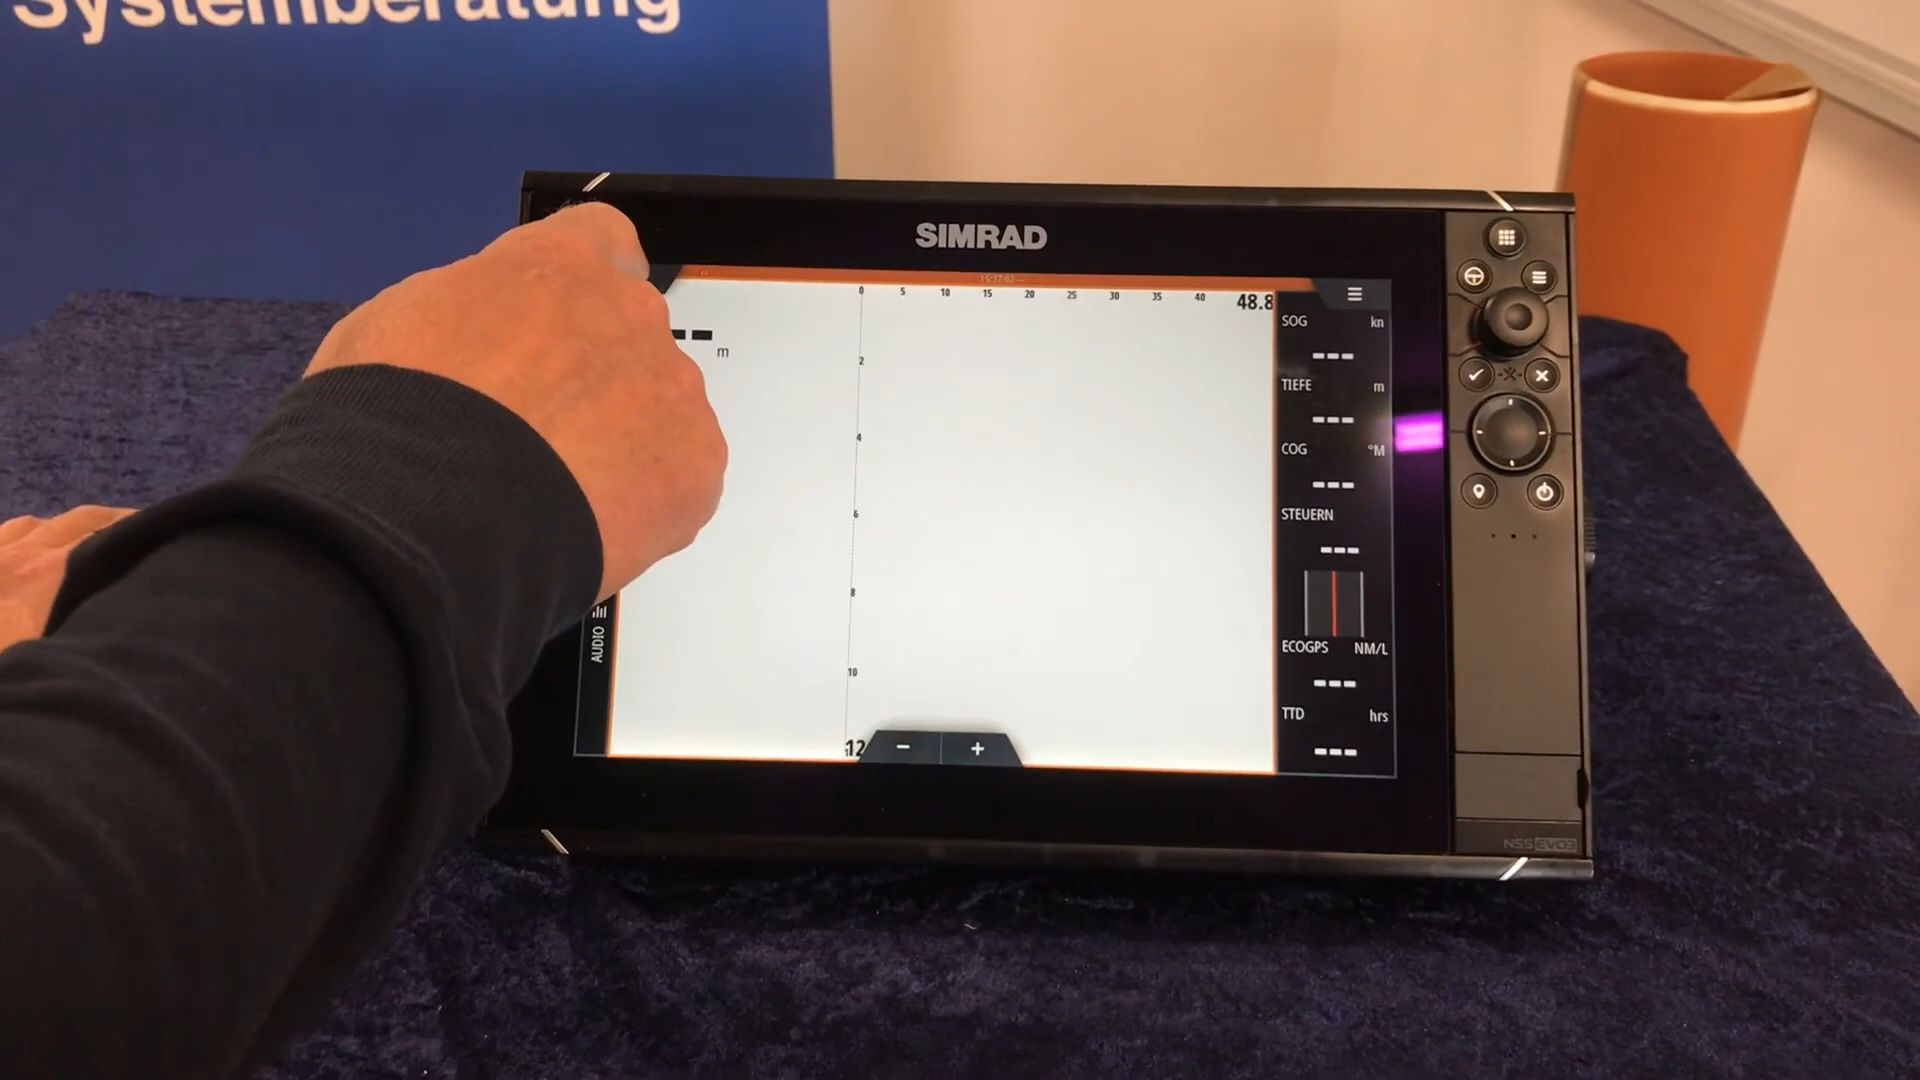 Systemberatung
SIMRAD
0 5 10 15 20 25 30 35 40 48.8
m
2
4
6
8
10
12
− +
AUDIO
SOG kn
---
TIEFE m
---
COG °M
---
STEUERN
---
ECOGPS NM/L
---
TTD hrs
---
NSS EVO3